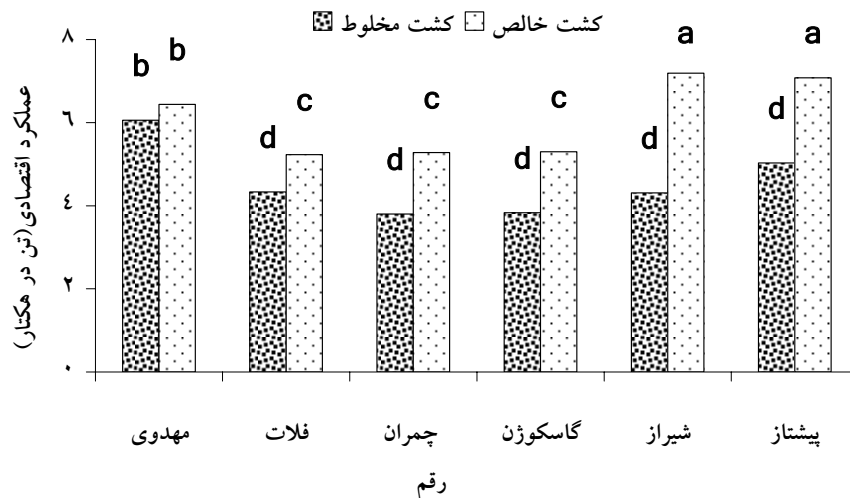 کشت مخلوط کشت خالص
عملکرد اقتصادی(تن در هکتار)
۸
۶
۴
۲
۰
b b d c d c d c d a d a
مهدوی فلات چمران گاسکوژن شیراز پیشتاز
رقم